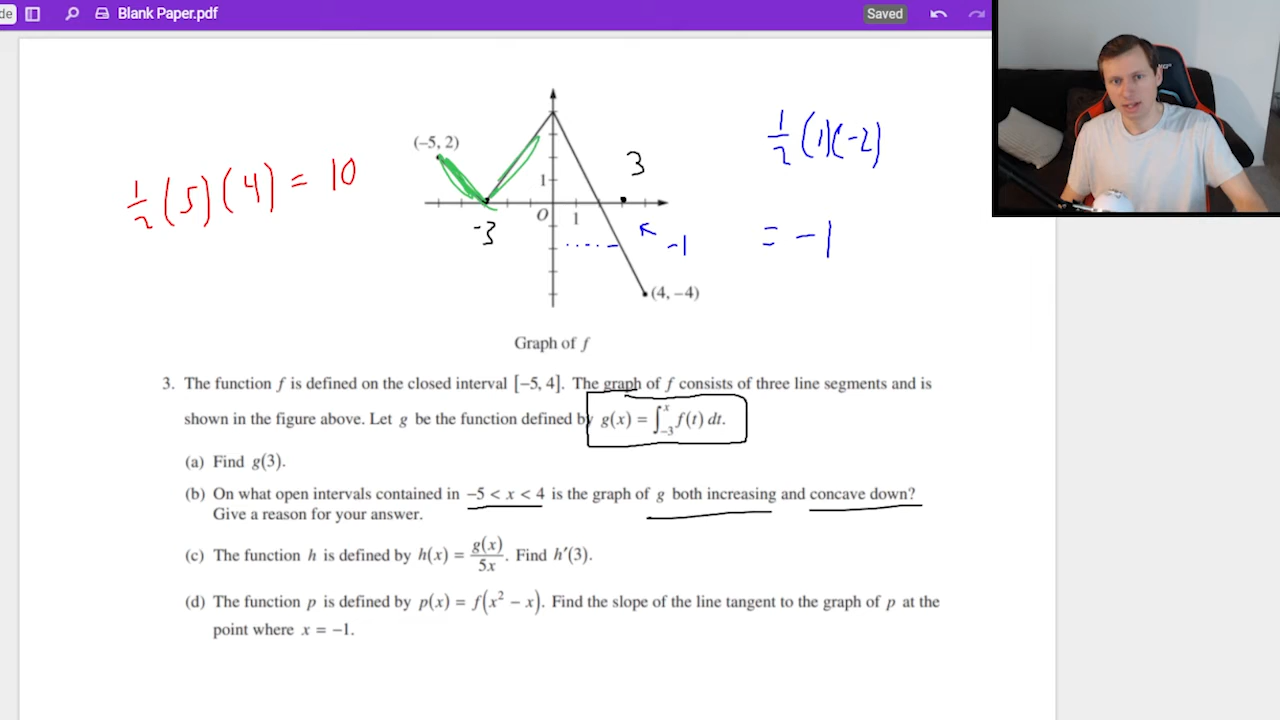 de
Blank Paper.pdf
Saved
(−5, 2)
3
1
O
1
-3
-1
(4, −4)
½(5)(4) = 10
½(1)(-2)
= -1
Graph of f
3. The function f is defined on the closed interval [−5, 4]. The graph of f consists of three line segments and is
shown in the figure above. Let g be the function defined by g(x) = ∫₋₃ˣ f(t) dt.
(a) Find g(3).
(b) On what open intervals contained in −5 < x < 4 is the graph of g both increasing and concave down?
Give a reason for your answer.
(c) The function h is defined by h(x) = g(x)/5x. Find h′(3).
(d) The function p is defined by p(x) = f(x² − x). Find the slope of the line tangent to the graph of p at the
point where x = −1.